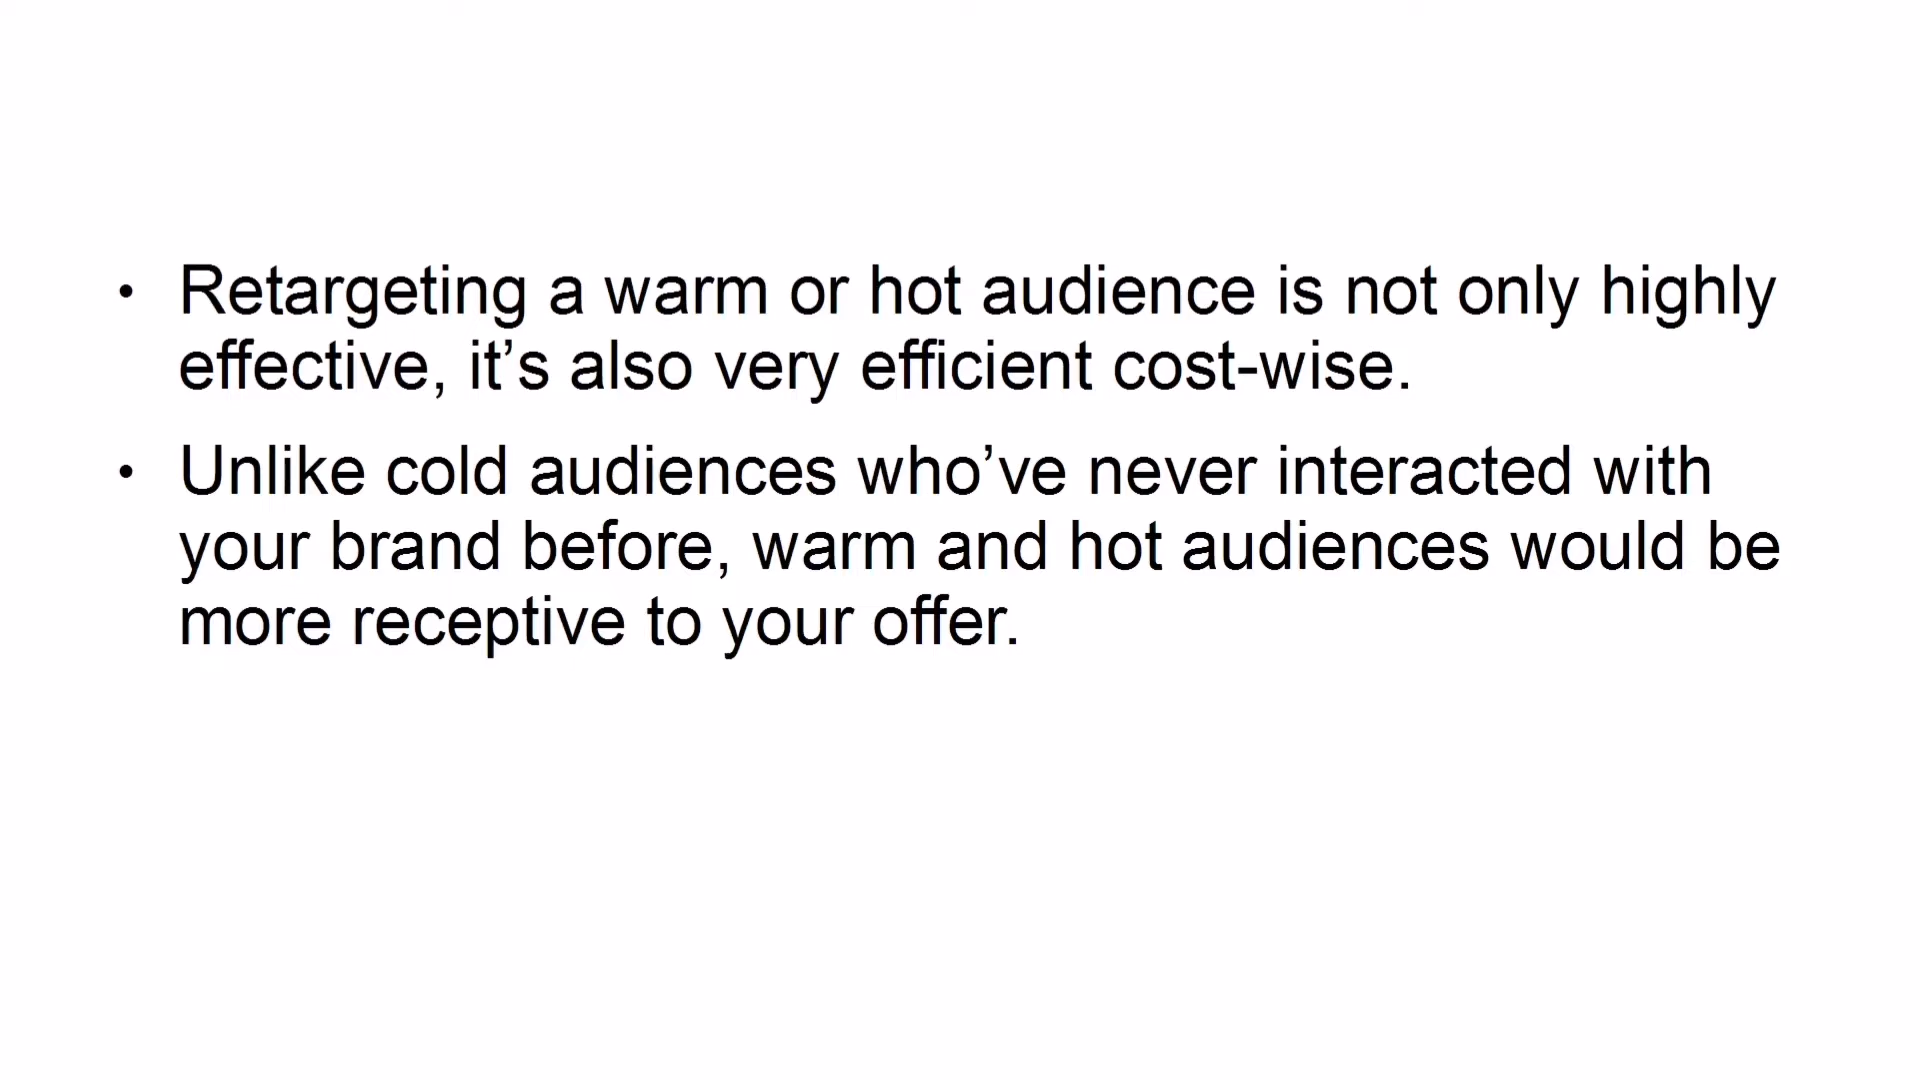 • Retargeting a warm or hot audience is not only highly
effective, it’s also very efficient cost-wise.
• Unlike cold audiences who’ve never interacted with
your brand before, warm and hot audiences would be
more receptive to your offer.